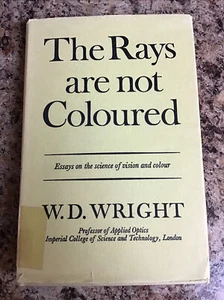 The Rays
are not
Coloured
Essays on the science of vision and colour
W.D. WRIGHT
Professor of Applied Optics
Imperial College of Science and Technology, London